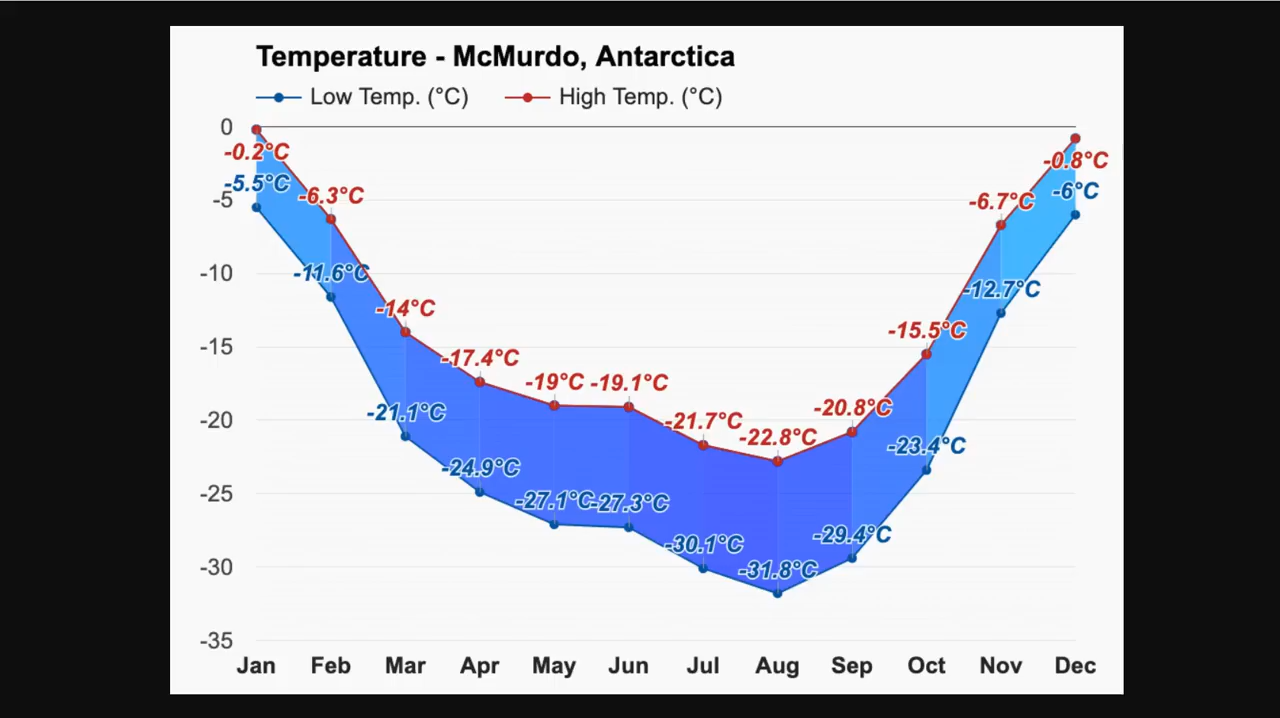 Temperature - McMurdo, Antarctica
Low Temp. (°C) High Temp. (°C)
0
-5
-10
-15
-20
-25
-30
-35
-0.2°C
-6.3°C
-14°C
-17.4°C
-19°C
-19.1°C
-21.7°C
-22.8°C
-20.8°C
-15.5°C
-6.7°C
-0.8°C
-5.5°C
-11.6°C
-21.1°C
-24.9°C
-27.1°C
-27.3°C
-30.1°C
-31.8°C
-29.4°C
-23.4°C
-12.7°C
-6°C
Jan Feb Mar Apr May Jun Jul Aug Sep Oct Nov Dec